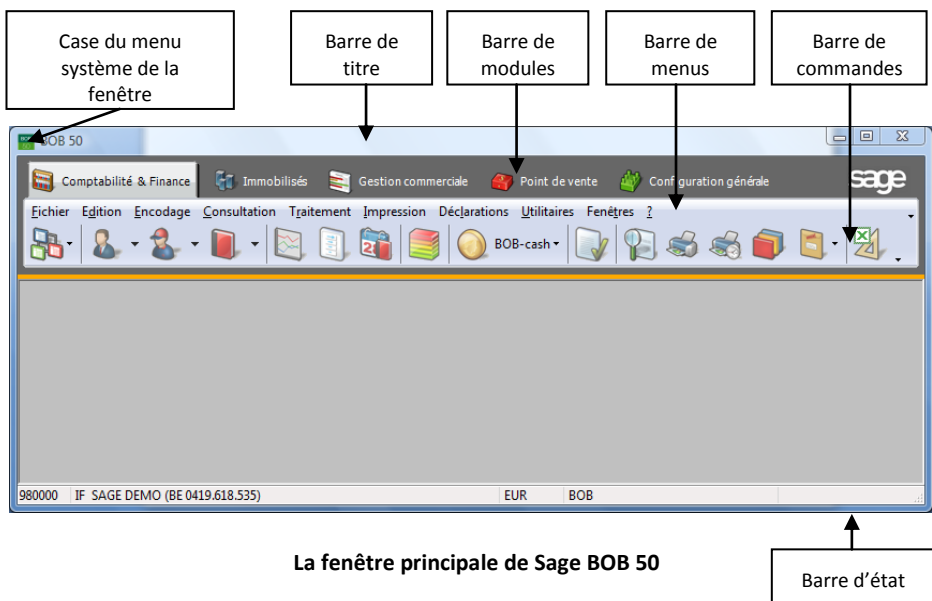 Case du menu
système de la
fenêtre
Barre de
titre
Barre de
modules
Barre de
menus
Barre de
commandes
BOB 50
Comptabilité & Finance Immobilisés Gestion commerciale Point de vente Configuration générale sage
Fichier Edition Encodage Consultation Traitement Impression Déclarations Utilitaires Fenêtres ?
BOB-cash
980000 IF SAGE DEMO (BE 0419.618.535) EUR BOB
La fenêtre principale de Sage BOB 50
Barre d’état